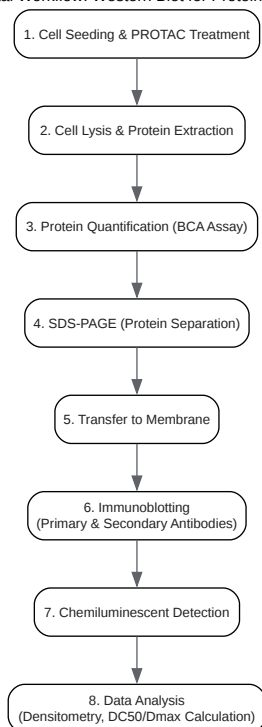 Workflow: Western Blot for Protein
1. Cell Seeding & PROTAC Treatment
2. Cell Lysis & Protein Extraction
3. Protein Quantification (BCA Assay)
4. SDS-PAGE (Protein Separation)
5. Transfer to Membrane
6. Immunoblotting
(Primary & Secondary Antibodies)
7. Chemiluminescent Detection
8. Data Analysis
(Densitometry, DC50/Dmax Calculation)